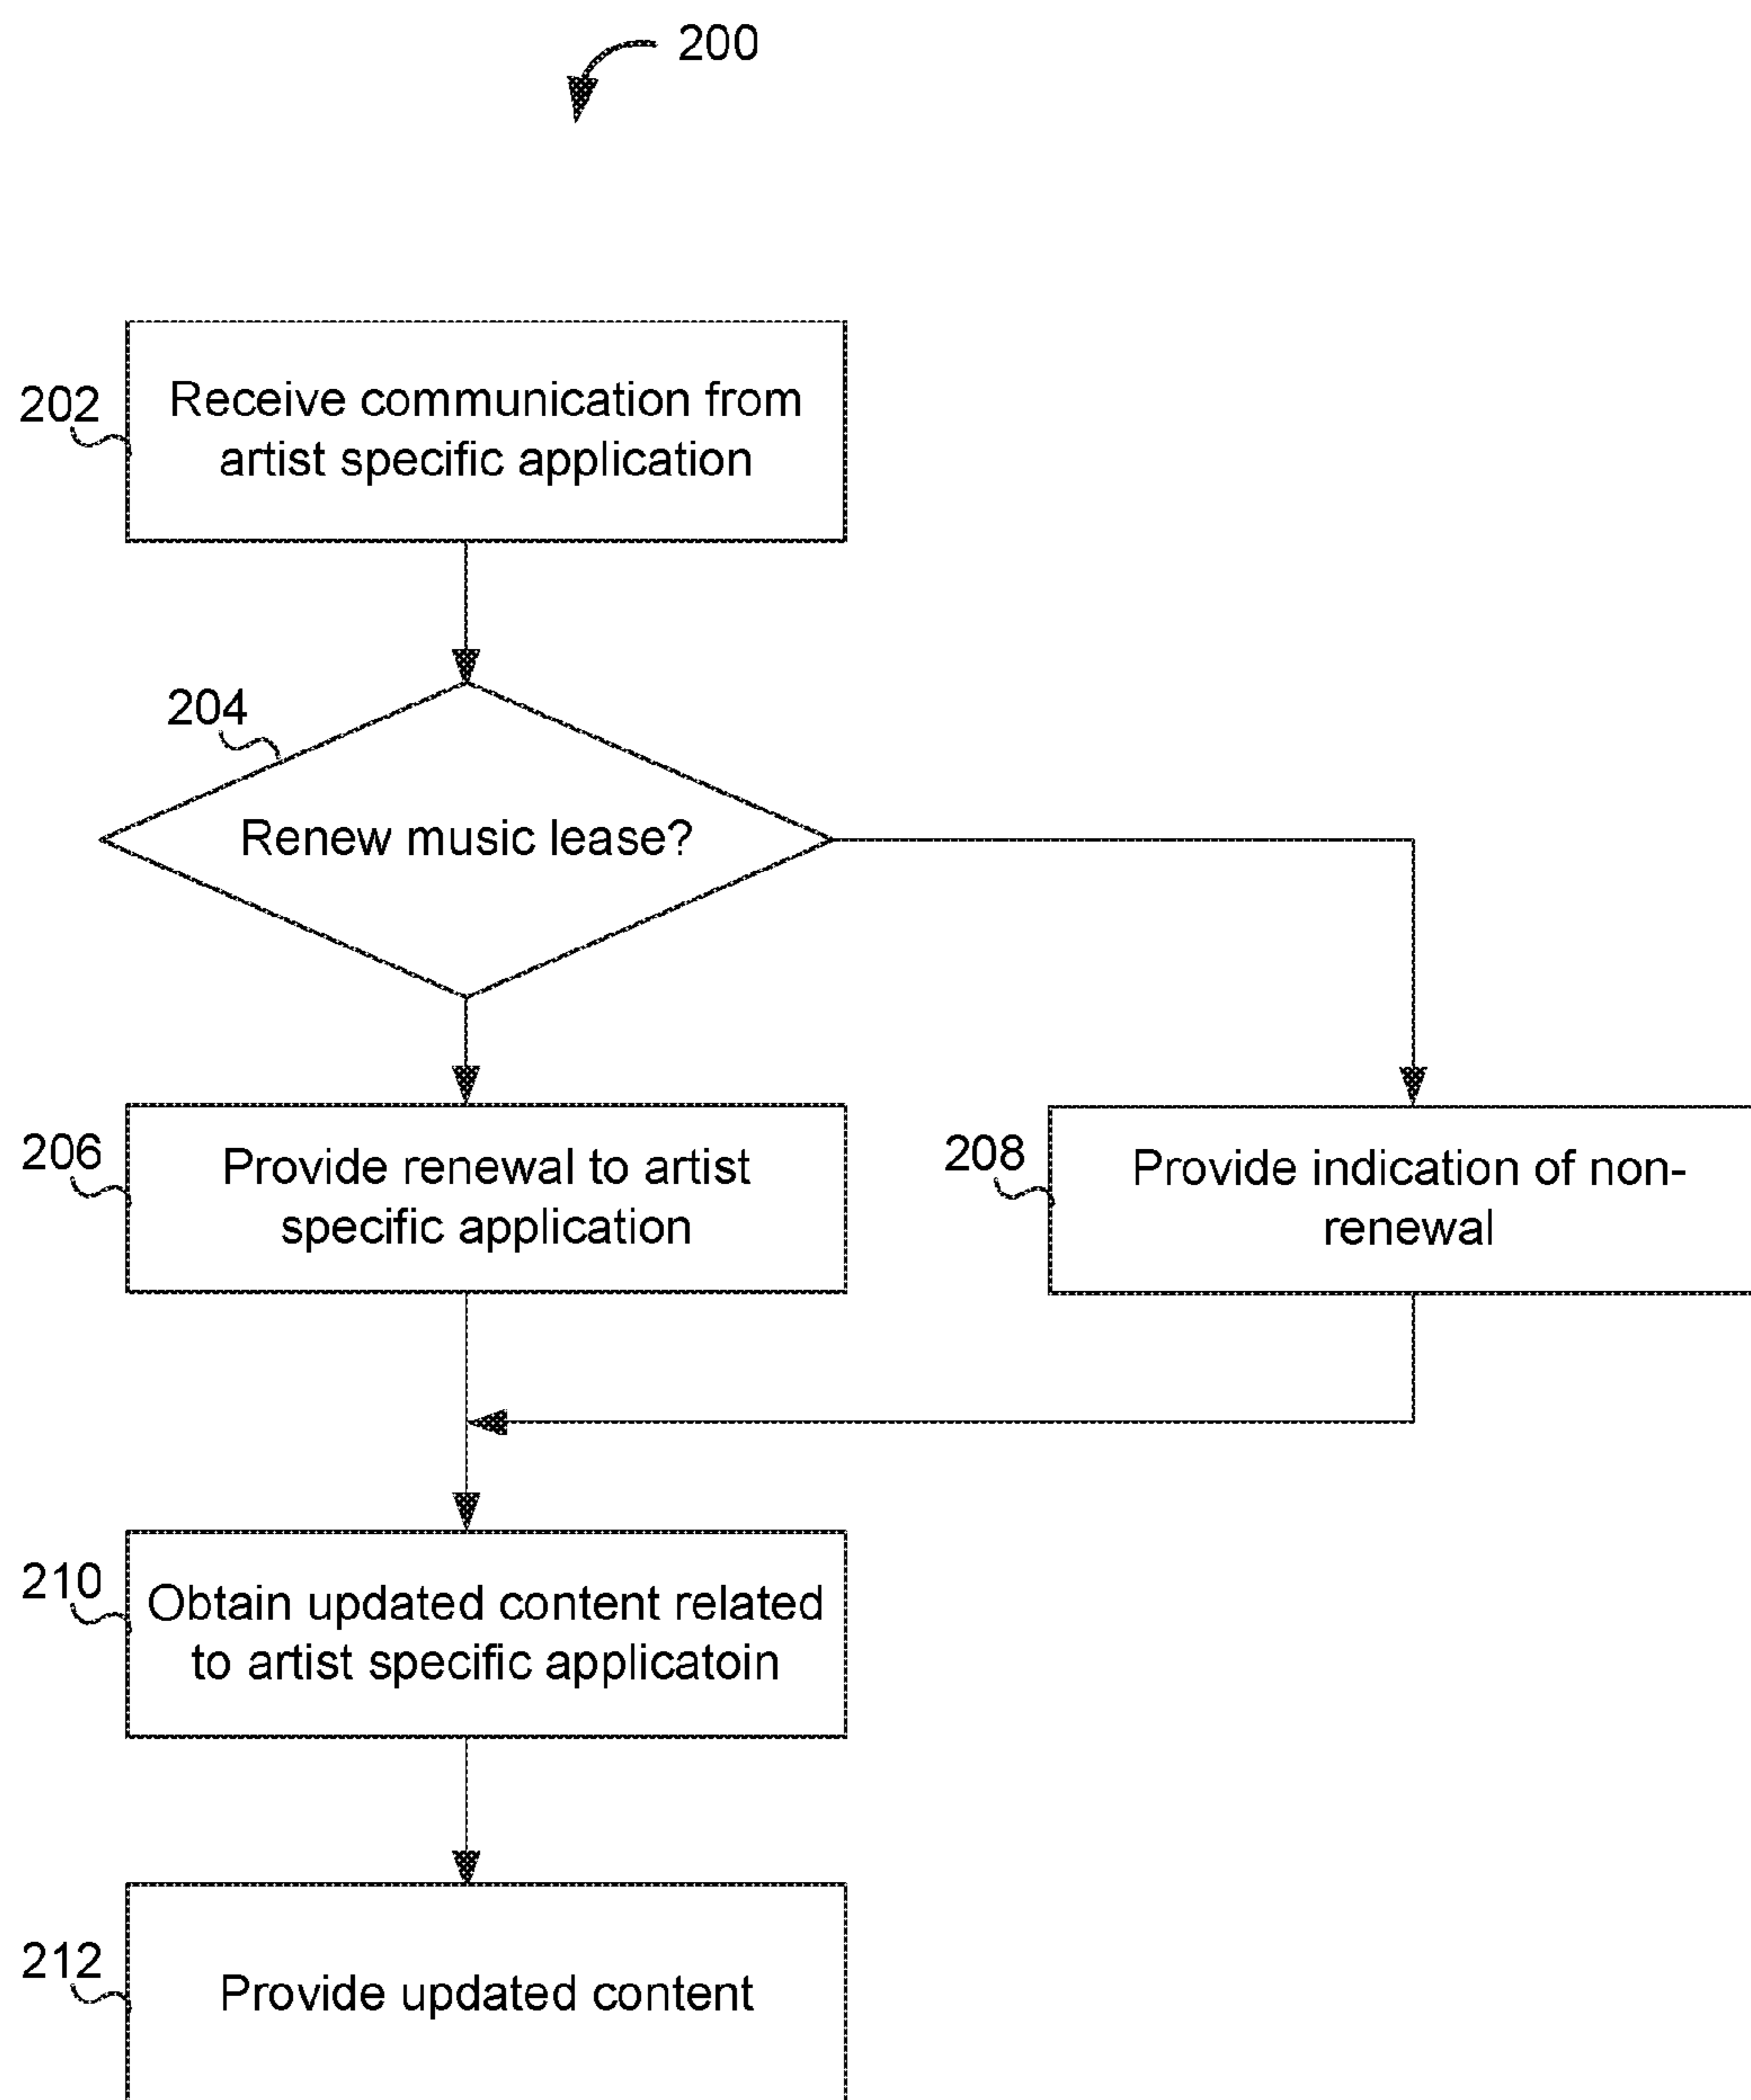 200
202
Receive communication from
artist specific application
204
Renew music lease?
206
Provide renewal to artist
specific application
208
Provide indication of non-
renewal
210
Obtain updated content related
to artist specific applicatoin
212
Provide updated content